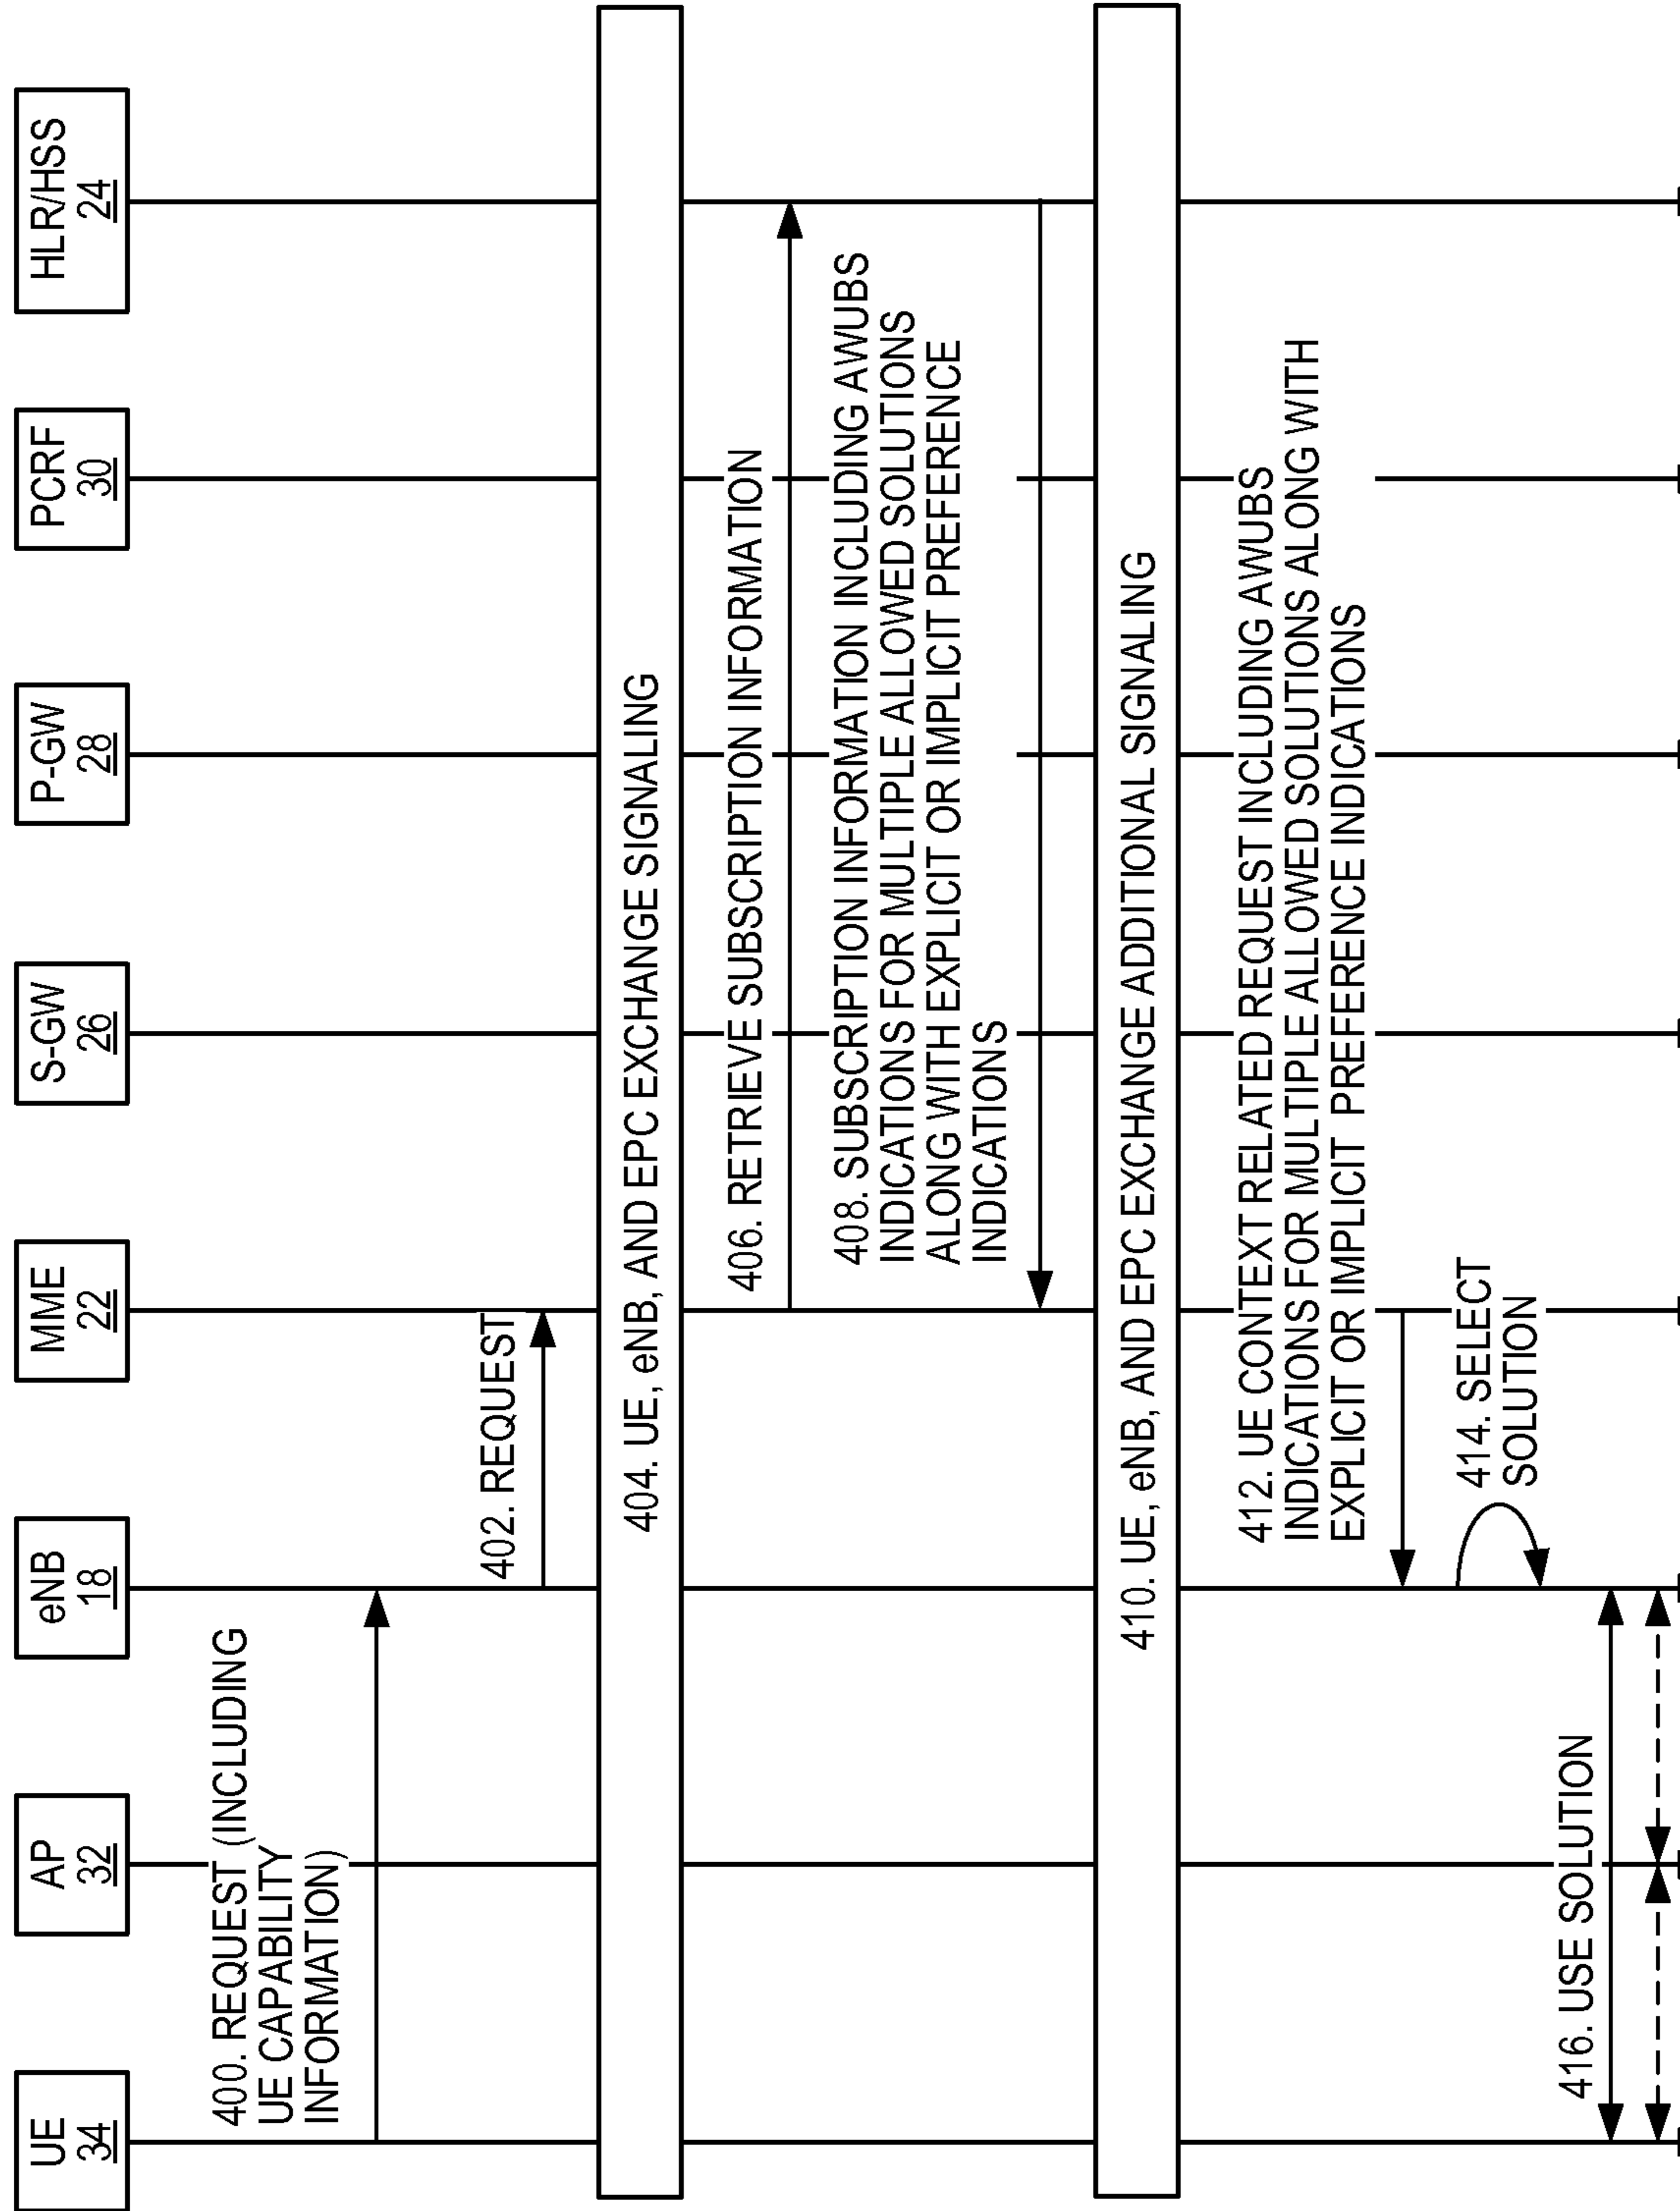 UE
34
AP
32
eNB
18
MME
22
S-GW
26
P-GW
28
PCRF
30
HLR/HSS
24
400. REQUEST (INCLUDING
UE CAPABILITY
INFORMATION)
402. REQUEST
404. UE, eNB, AND EPC EXCHANGE SIGNALING
406. RETRIEVE SUBSCRIPTION INFORMATION
408. SUBSCRIPTION INFORMATION INCLUDING AWUBS
INDICATIONS FOR MULTIPLE ALLOWED SOLUTIONS
ALONG WITH EXPLICIT OR IMPLICIT PREFERENCE
INDICATIONS
410. UE, eNB, AND EPC EXCHANGE ADDITIONAL SIGNALING
412. UE CONTEXT RELATED REQUEST INCLUDING AWUBS
INDICATIONS FOR MULTIPLE ALLOWED SOLUTIONS ALONG WITH
EXPLICIT OR IMPLICIT PREFERENCE INDICATIONS
414. SELECT
SOLUTION
416. USE SOLUTION